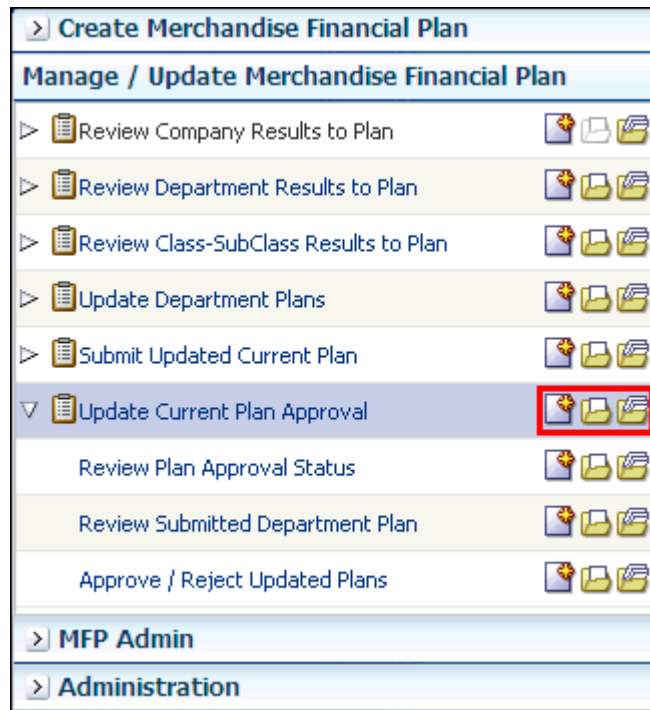 Create Merchandise Financial Plan
Manage / Update Merchandise Financial Plan
Review Company Results to Plan
Review Department Results to Plan
Review Class-SubClass Results to Plan
Update Department Plans
Submit Updated Current Plan
Update Current Plan Approval
Review Plan Approval Status
Review Submitted Department Plan
Approve / Reject Updated Plans
MFP Admin
Administration